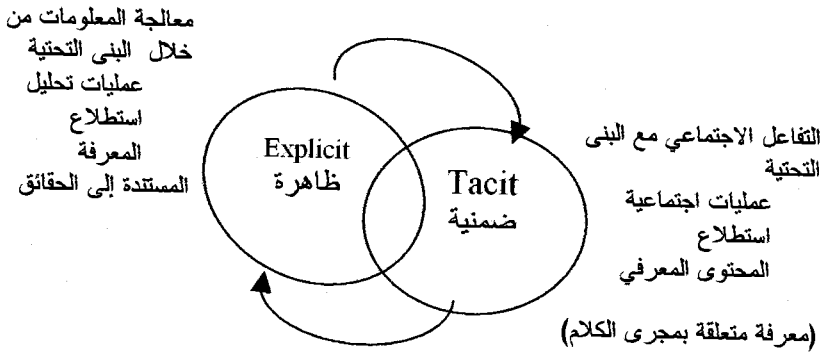 معالجة المعلومات من
خلال البنى التحتية
عمليات تحليل
استطلاع
المعرفة
المستندة إلى الحقائق
Explicit
ظاهرة
Tacit
ضمنية
التفاعل الاجتماعي مع البنى
التحتية
عمليات اجتماعية
استطلاع
المحتوى المعرفي
(معرفة متعلقة بمجرى الكلام)